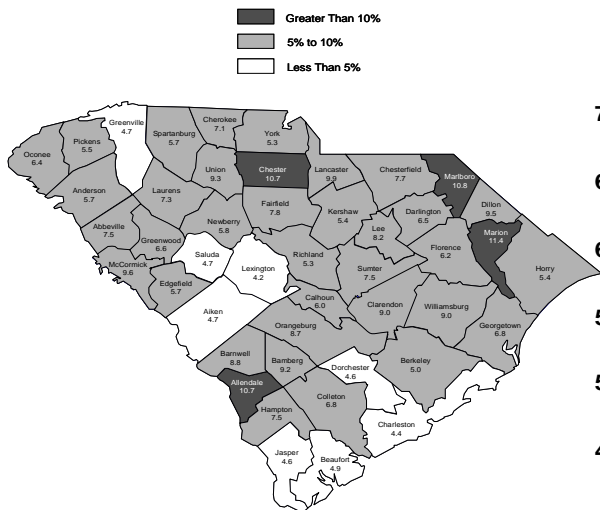 Greater Than 10%
5% to 10%
Less Than 5%
Greenville
4.7
Cherokee
7.1
York
5.3
Spartanburg
5.7
Pickens
5.5
Oconee
6.4
Union
9.3
Chester
10.7
Lancaster
9.9
Chesterfield
7.7
Marlboro
10.8
Anderson
5.7
Laurens
7.3
Fairfield
7.8
Kershaw
5.4
Darlington
6.5
Dillon
9.5
Abbeville
7.5
Greenwood
6.6
Newberry
5.8
Lee
8.2
Marion
11.4
Florence
6.2
Saluda
4.7
Lexington
4.2
Richland
5.3
Sumter
7.5
Horry
5.4
McCormick
9.6
Edgefield
5.7
Calhoun
6.0
Clarendon
9.0
Williamsburg
9.0
Aiken
4.7
Orangeburg
8.7
Georgetown
6.8
Barnwell
8.8
Bamberg
9.2
Dorchester
4.6
Berkeley
5.0
Allendale
10.7
Colleton
6.8
Hampton
7.5
Charleston
4.4
Jasper
4.6
Beaufort
4.9